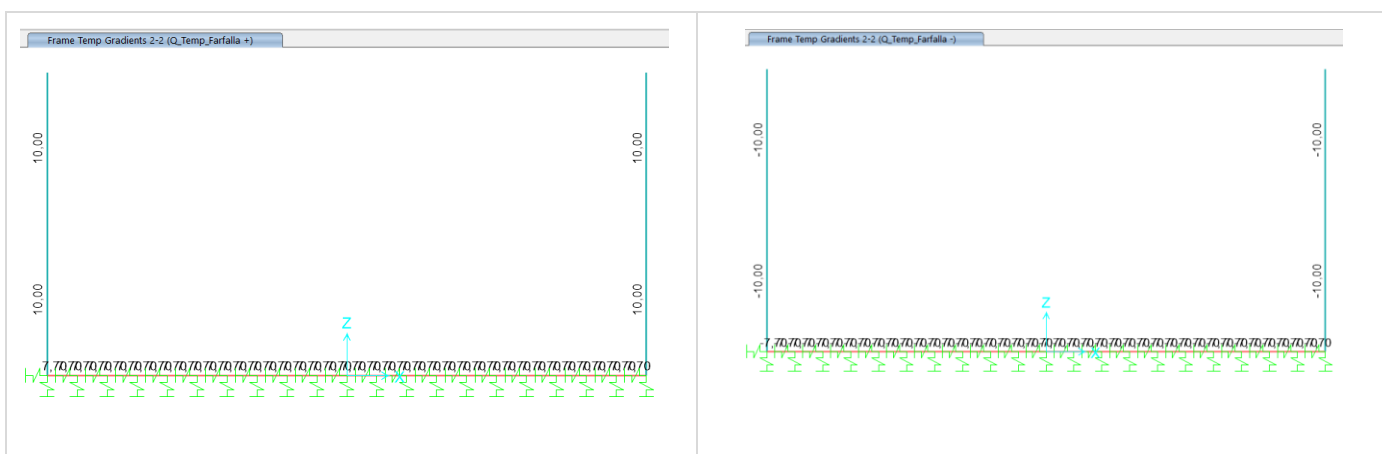 Frame Temp Gradients 2-2 (Q_Temp_Farfalla +)
10,00
10,00
10,00
10,00
Z
X
Frame Temp Gradients 2-2 (Q_Temp_Farfalla -)
-10,00
-10,00
-10,00
-10,00
Z
X